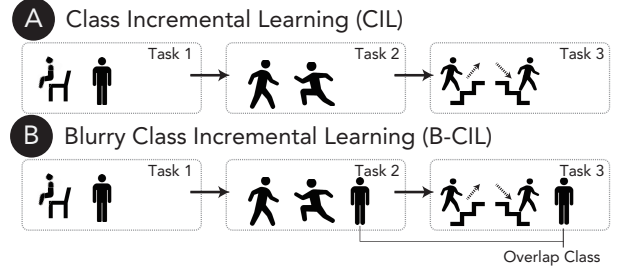 A Class Incremental Learning (CIL)
Task 1 Task 2 Task 3
B Blurry Class Incremental Learning (B-CIL)
Task 1 Task 2 Task 3
Overlap Class